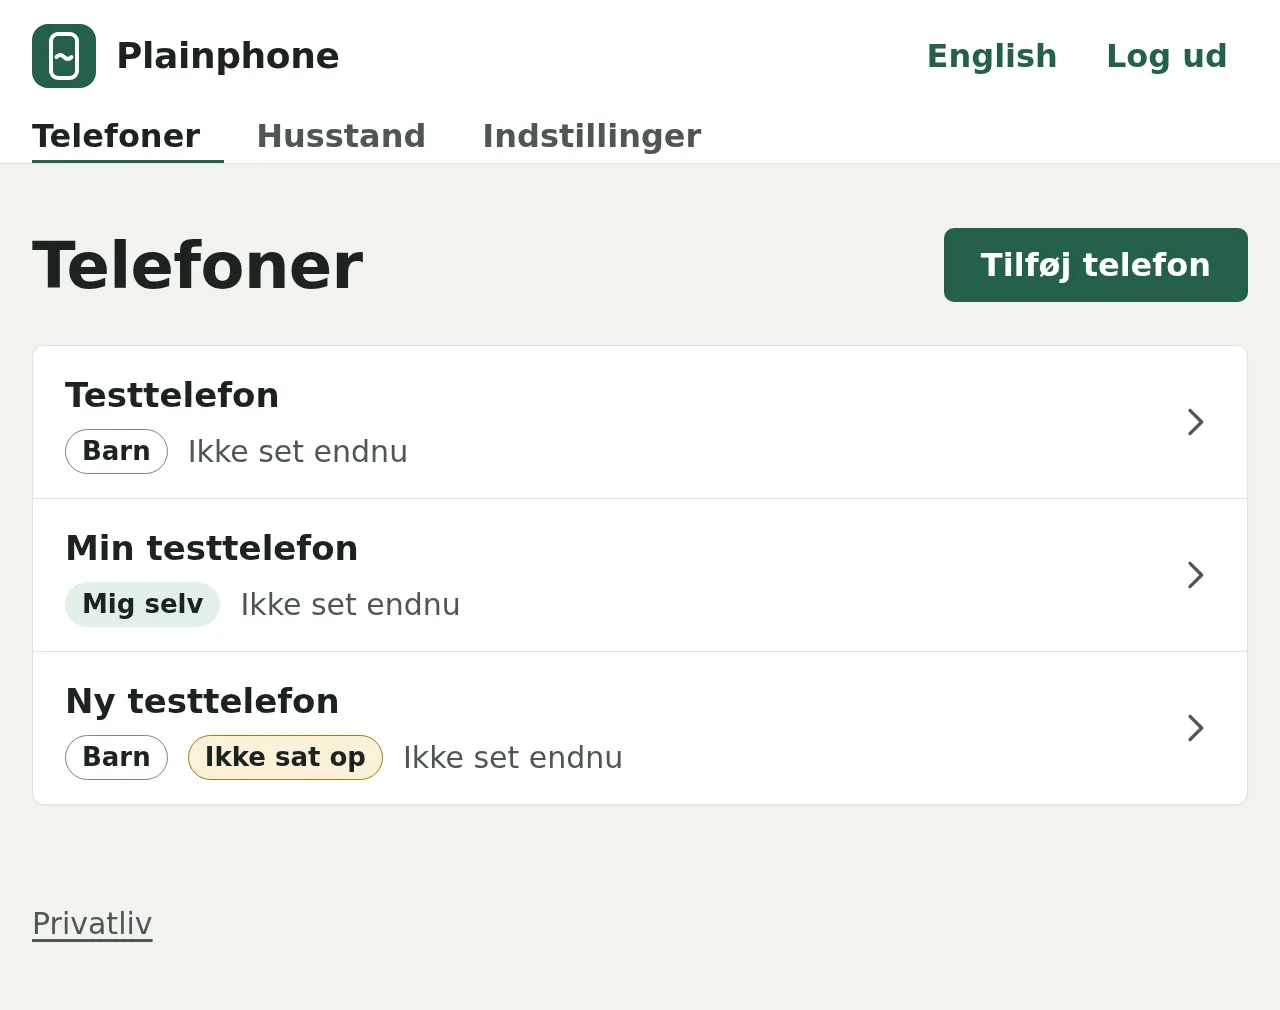 Plainphone
English Log ud
Telefoner Husstand Indstillinger
Telefoner
Tilføj telefon
Testtelefon
Barn Ikke set endnu
Min testtelefon
Mig selv Ikke set endnu
Ny testtelefon
Barn Ikke sat op Ikke set endnu
Privatliv